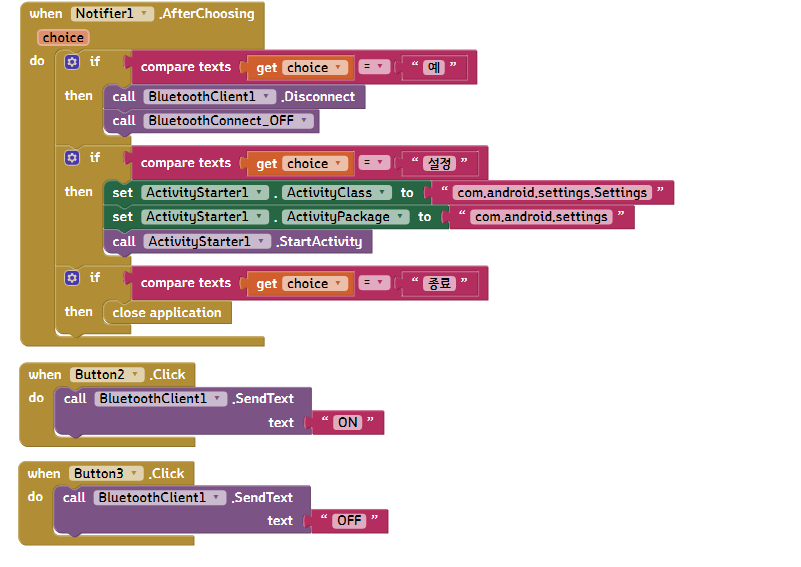 when Notifier1 .AfterChoosing
choice
do if compare texts get choice = “ 예 ”
then call BluetoothClient1 .Disconnect
call BluetoothConnect_OFF
if compare texts get choice = “ 설정 ”
then set ActivityStarter1 . ActivityClass to “ com.android.settings.Settings ”
set ActivityStarter1 . ActivityPackage to “ com.android.settings ”
call ActivityStarter1 .StartActivity
if compare texts get choice = “ 종료 ”
then close application
when Button2 .Click
do call BluetoothClient1 .SendText
text “ ON ”
when Button3 .Click
do call BluetoothClient1 .SendText
text “ OFF ”